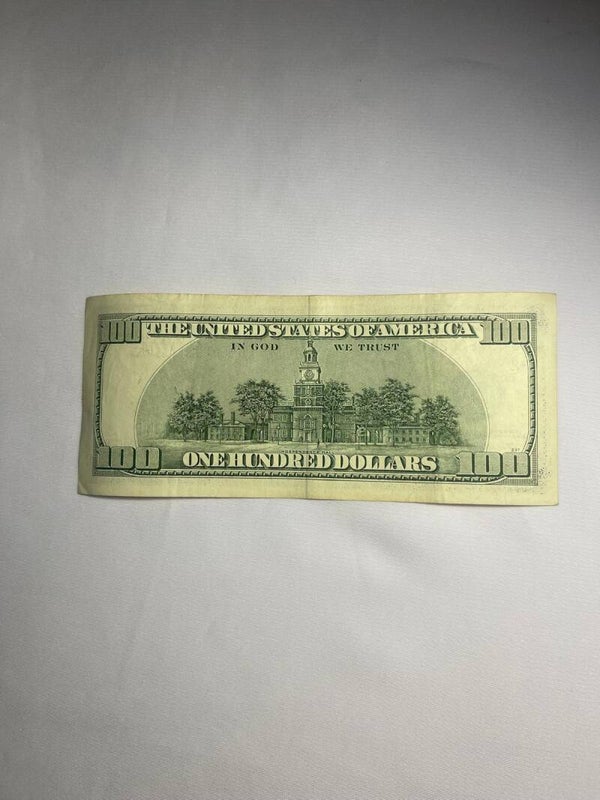 100 THE UNITED STATES OF AMERICA 100
IN GOD WE TRUST
100 ONE HUNDRED DOLLARS 100